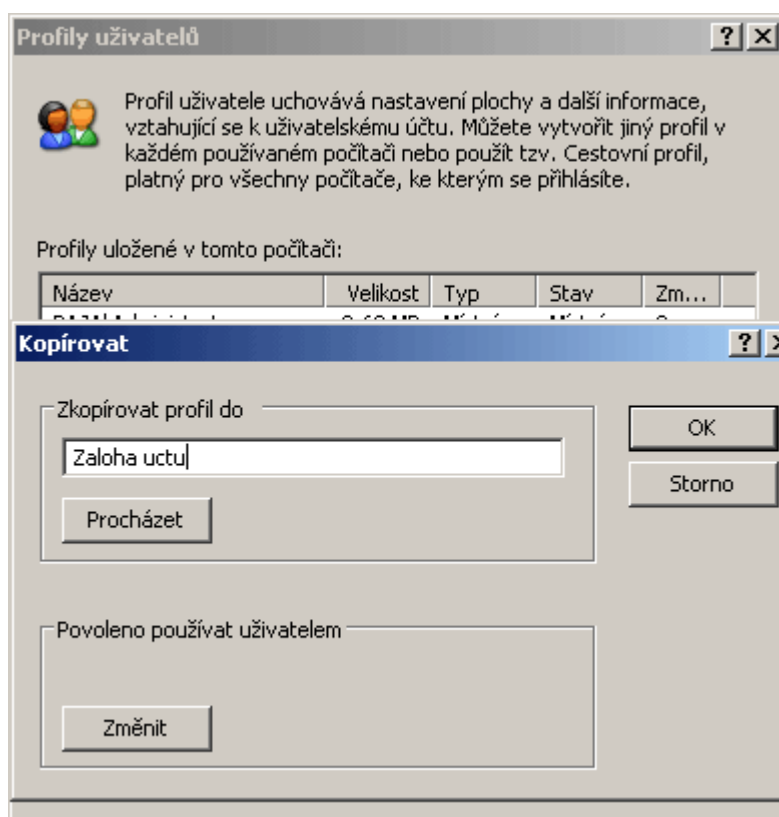 Profily uživatelů
Profil uživatele uchovává nastavení plochy a další informace,
vztahující se k uživatelskému účtu. Můžete vytvořit jiný profil v
každém používaném počítači nebo použít tzv. Cestovní profil,
platný pro všechny počítače, ke kterým se přihlásíte.
Profily uložené v tomto počítači:
Název Velikost Typ Stav Zm...
Kopírovat
Zkopírovat profil do
Zaloha uctu
OK
Storno
Procházet
Povoleno používat uživatelem
Změnit